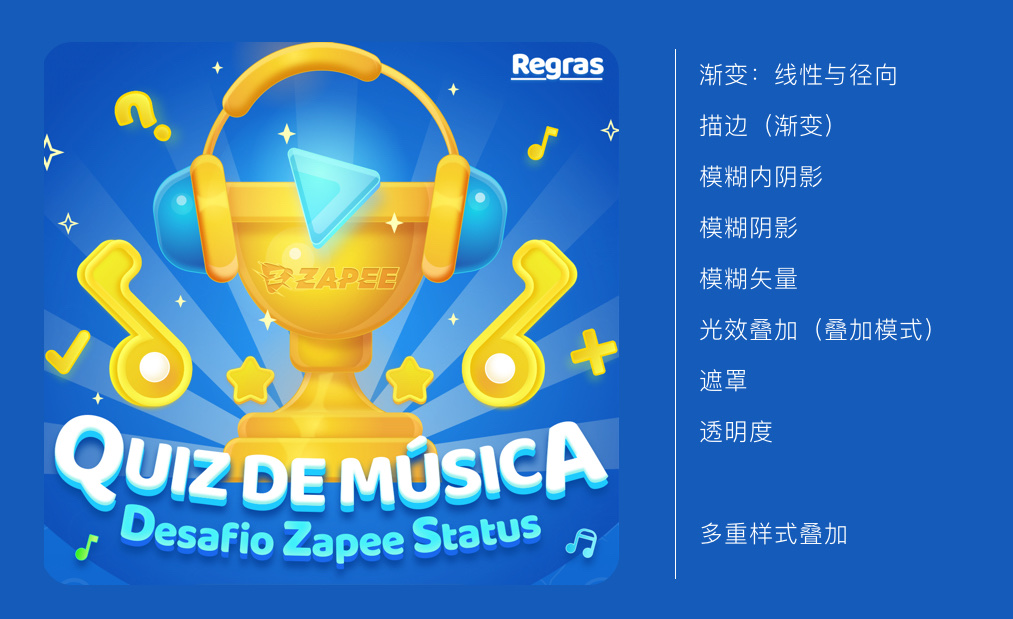 Regras
ZAPEE
QUIZ DE MÚSICA
Desafio Zapee Status
渐变：线性与径向
描边（渐变）
模糊内阴影
模糊阴影
模糊矢量
光效叠加（叠加模式）
遮罩
透明度
多重样式叠加